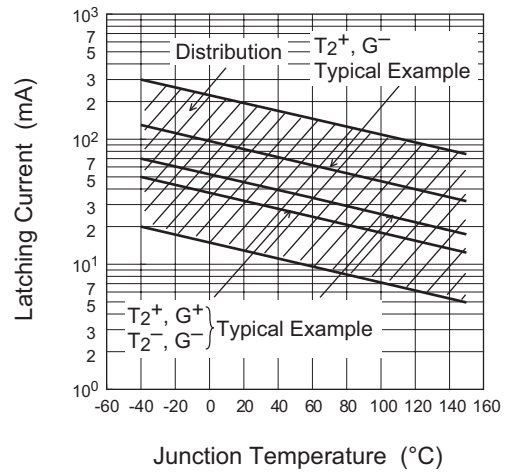 Latching Current (mA)
10³
7
5
3
2
10²
7
5
3
2
10¹
7
5
3
2
10⁰
Distribution
T₂⁺, G⁻
Typical Example
T₂⁺, G⁺
T₂⁻, G⁻
Typical Example
-60 -40 -20 0 20 40 60 80 100 120 140 160
Junction Temperature (°C)